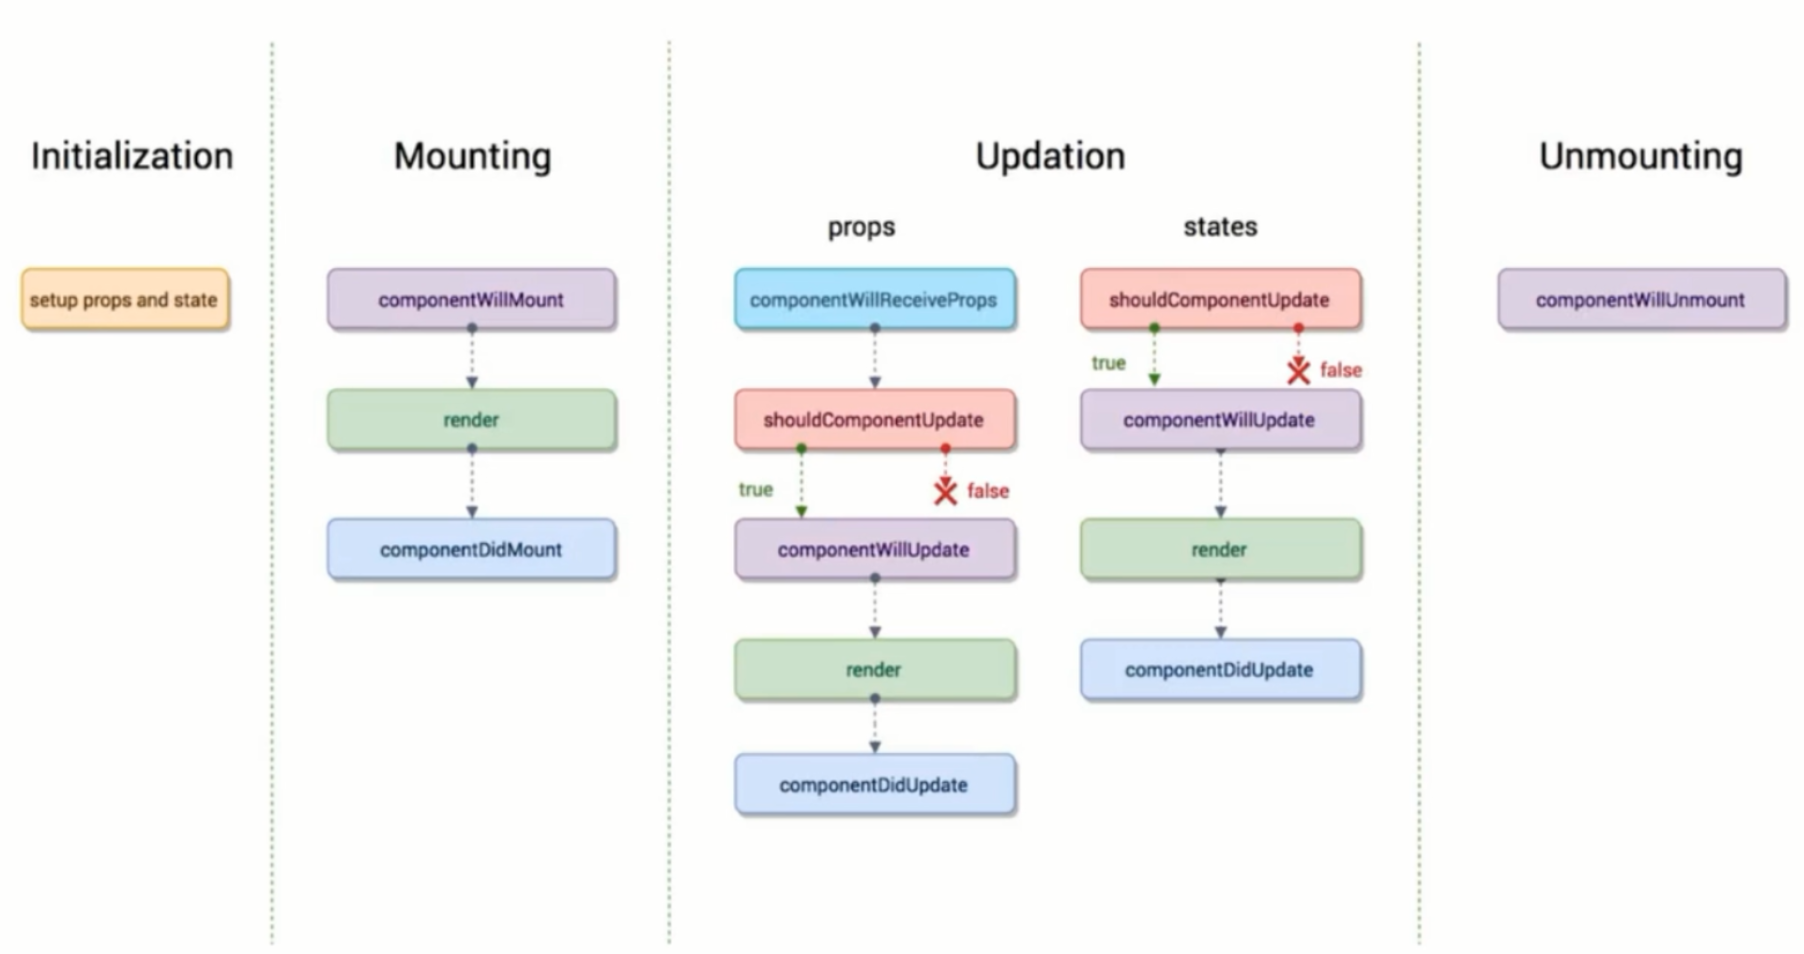 Initialization
setup props and state
Mounting
componentWillMount
render
componentDidMount
Updation
props
componentWillReceiveProps
shouldComponentUpdate
true
false
componentWillUpdate
render
componentDidUpdate
states
shouldComponentUpdate
true
false
componentWillUpdate
render
componentDidUpdate
Unmounting
componentWillUnmount